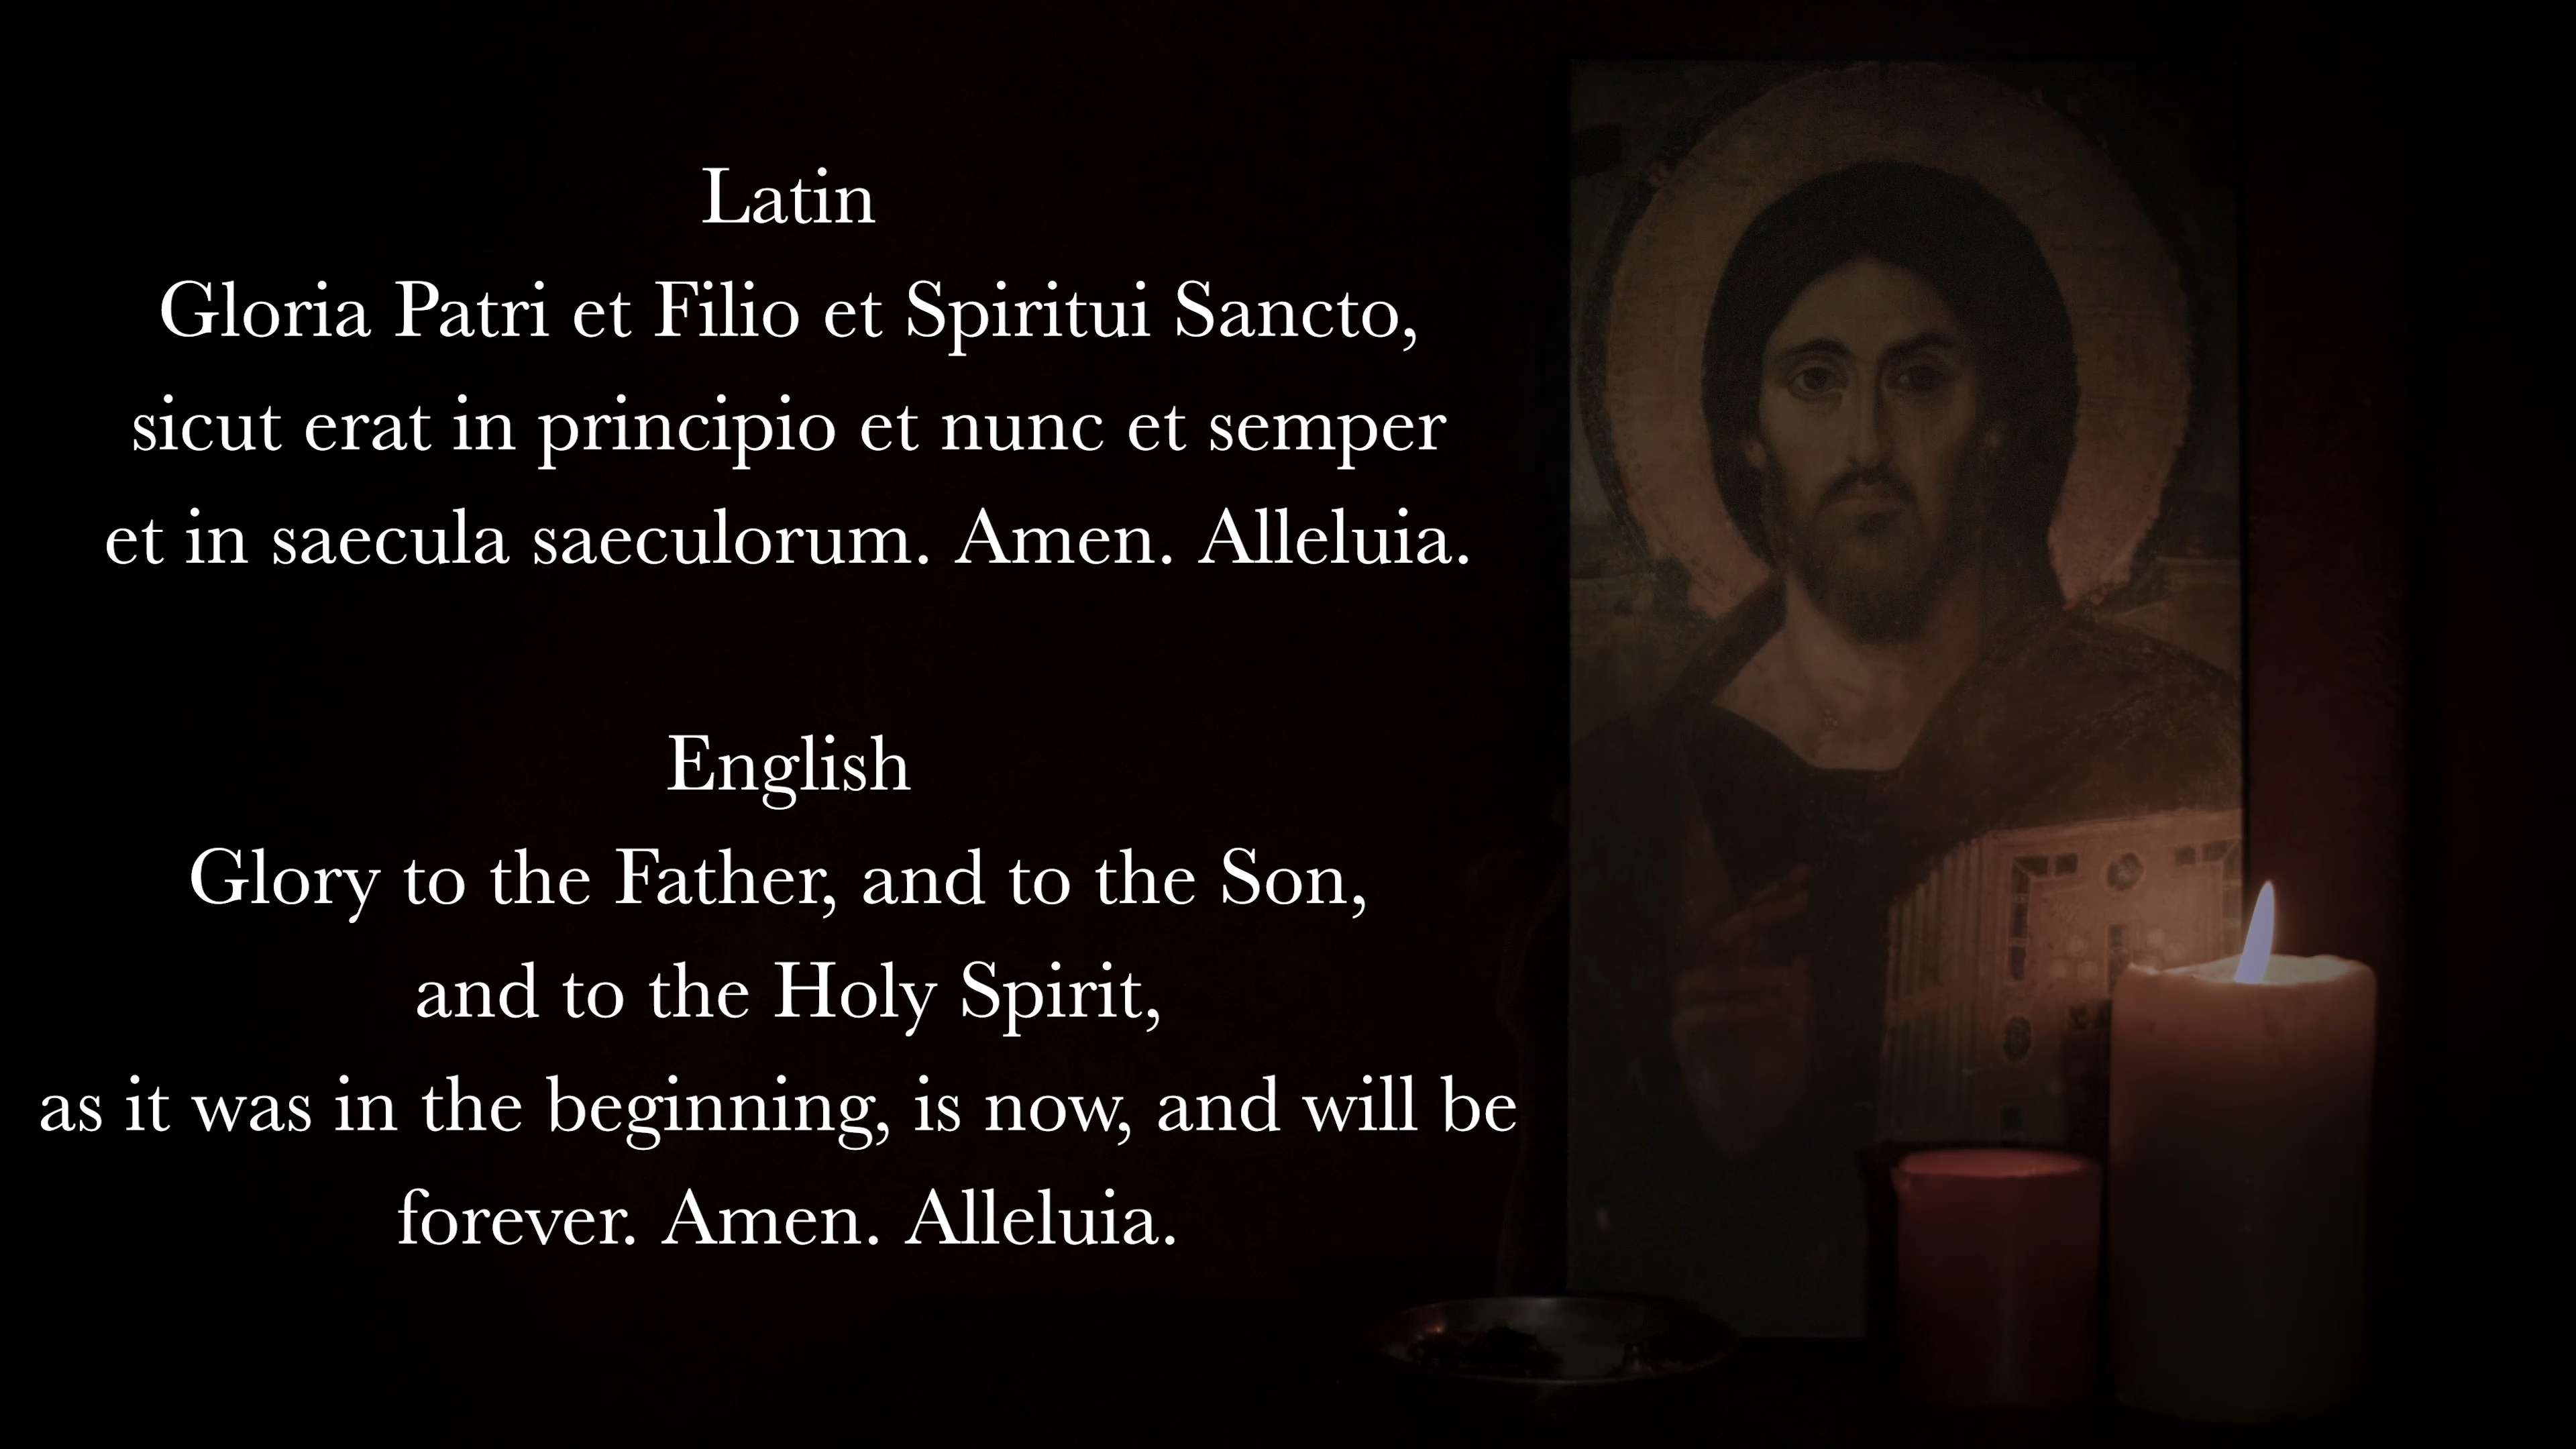 Latin
Gloria Patri et Filio et Spiritui Sancto,
sicut erat in principio et nunc et semper
et in saecula saeculorum. Amen. Alleluia.
English
Glory to the Father, and to the Son,
and to the Holy Spirit,
as it was in the beginning, is now, and will be
forever. Amen. Alleluia.